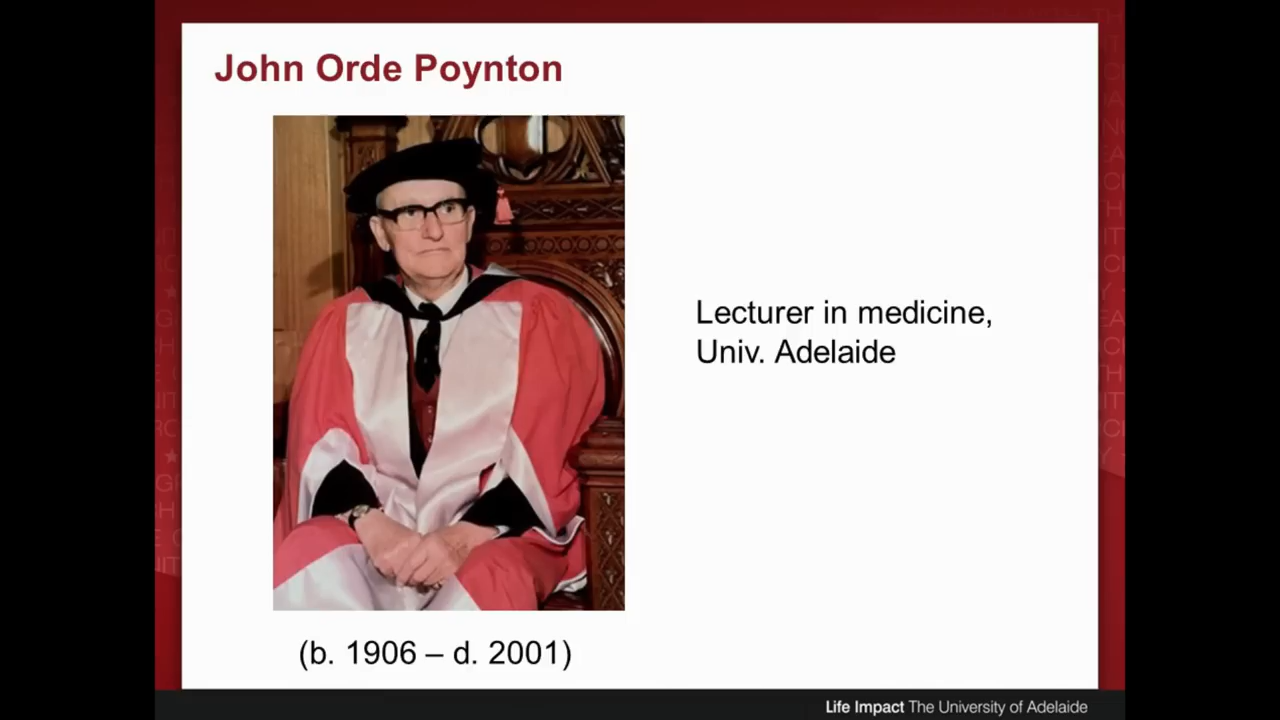 John Orde Poynton
Lecturer in medicine,
Univ. Adelaide
(b. 1906 – d. 2001)
Life Impact The University of Adelaide